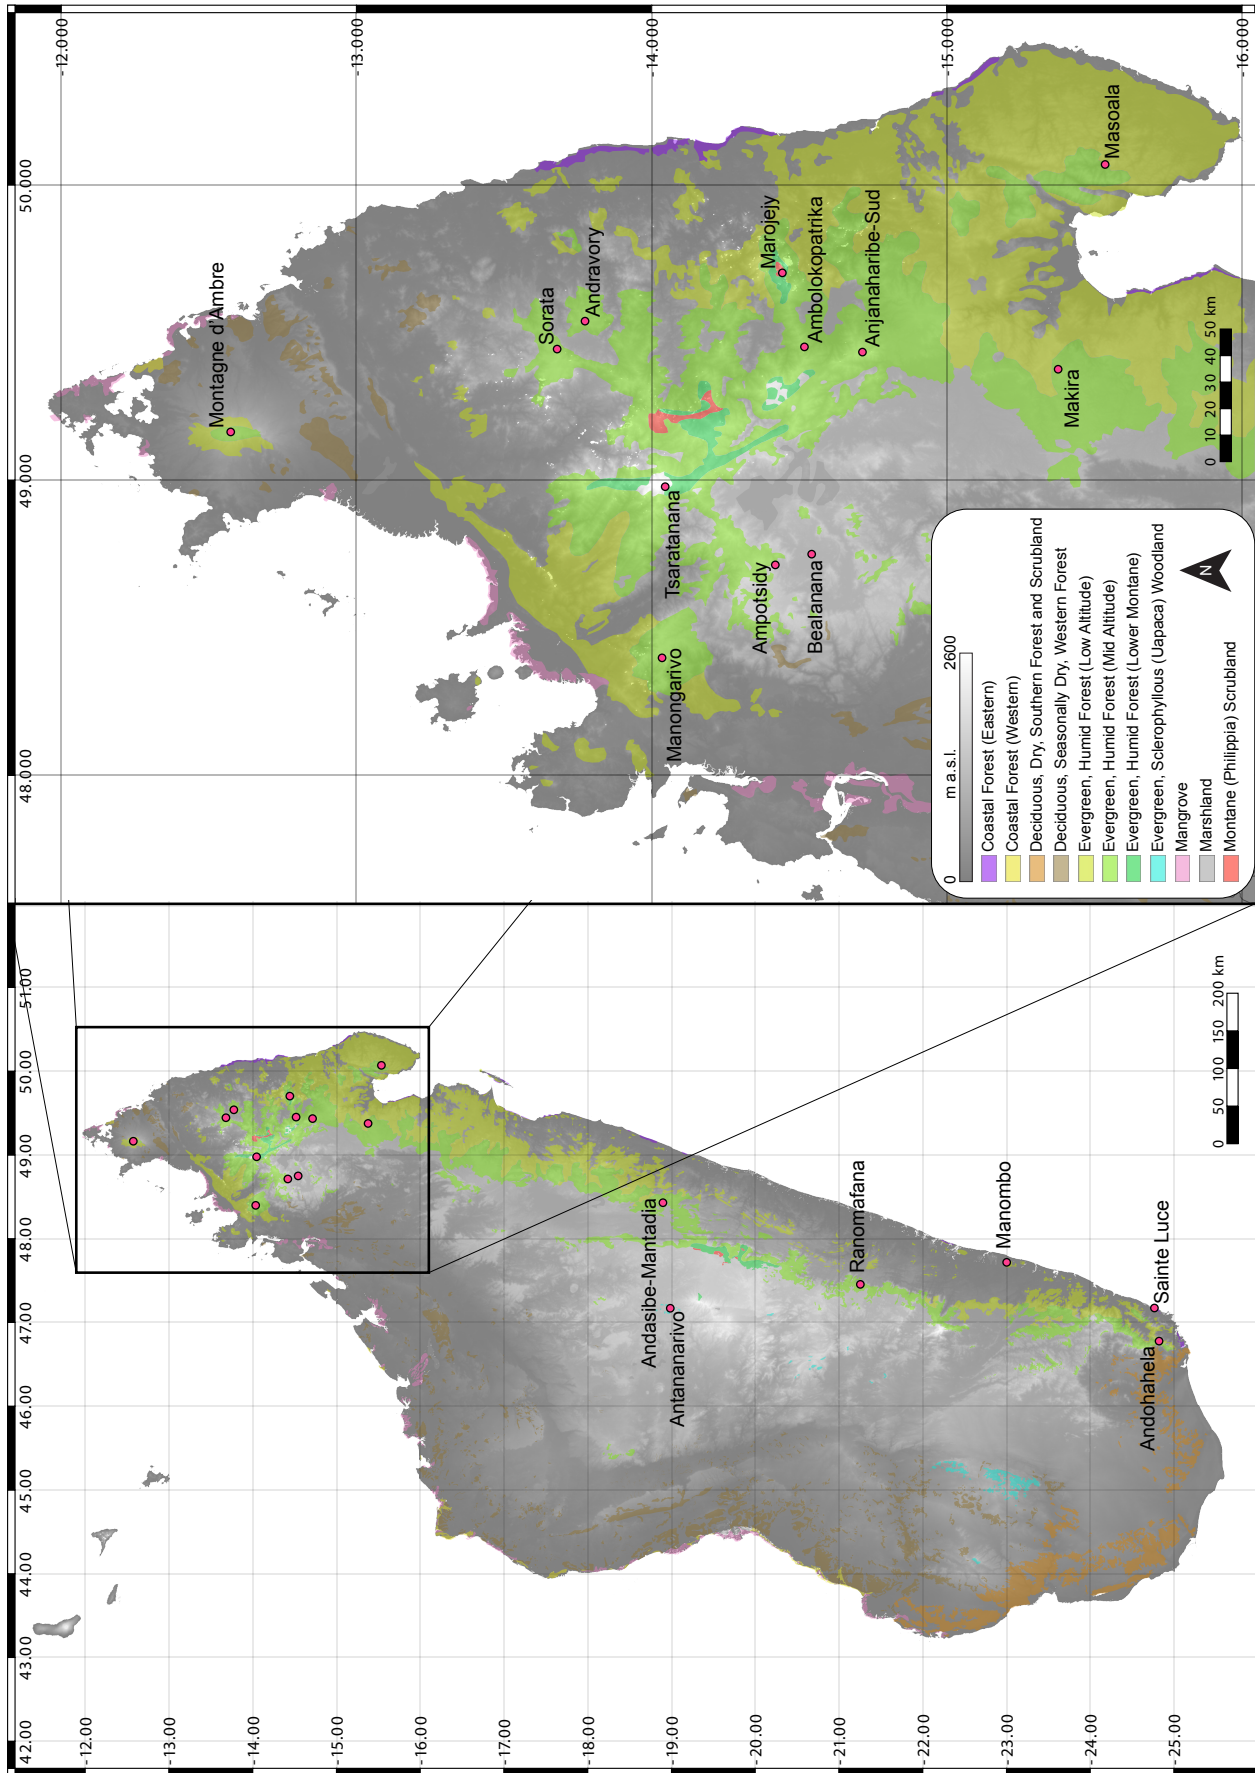 42.00
43.00
44.00
45.00
46.00
47.00
48.00
49.00
50.00
51.00
-12.00
-13.00
-14.00
-15.00
-16.00
-17.00
-18.00
-19.00
-20.00
-21.00
-22.00
-23.00
-24.00
-25.00
Andasibe-Mantadia
Antananarivo
Ranomafana
Manombo
Sainte Luce
Andohahela
0 50 100 150 200 km
48.000
49.000
50.000
-12.000
-13.000
-14.000
-15.000
-16.000
Montagne d'Ambre
Sorata
Andravory
Marojejy
Ambolokopatrika
Anjanaharibe-Sud
Masoala
Makira
Tsaratanana
Manongarivo
Ampotsidy
Bealanana
0 10 20 30 40 50 km
0 m a.s.l. 2600
Coastal Forest (Eastern)
Coastal Forest (Western)
Deciduous, Dry, Southern Forest and Scrubland
Deciduous, Seasonally Dry, Western Forest
Evergreen, Humid Forest (Low Altitude)
Evergreen, Humid Forest (Mid Altitude)
Evergreen, Humid Forest (Lower Montane)
Evergreen, Sclerophyllous (Uapaca) Woodland
Mangrove
Marshland
Montane (Philippia) Scrubland
N